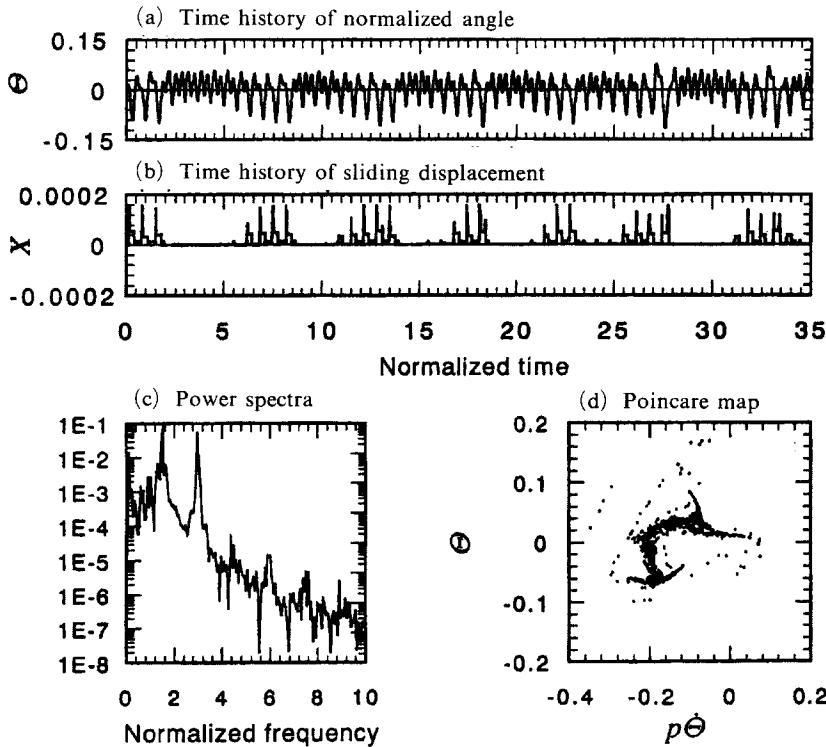 (a) Time history of normalized angle
0.15
Θ
0
-0.15
(b) Time history of sliding displacement
0.0002
X
0
-0.0002
0 5 10 15 20 25 30 35
Normalized time
(c) Power spectra
1E-1
1E-2
1E-3
1E-4
1E-5
1E-6
1E-7
1E-8
0 2 4 6 8 10
Normalized frequency
(d) Poincare map
0.2
0.1
Θ
0
-0.1
-0.2
-0.4 -0.2 0 0.2
pΘ̇